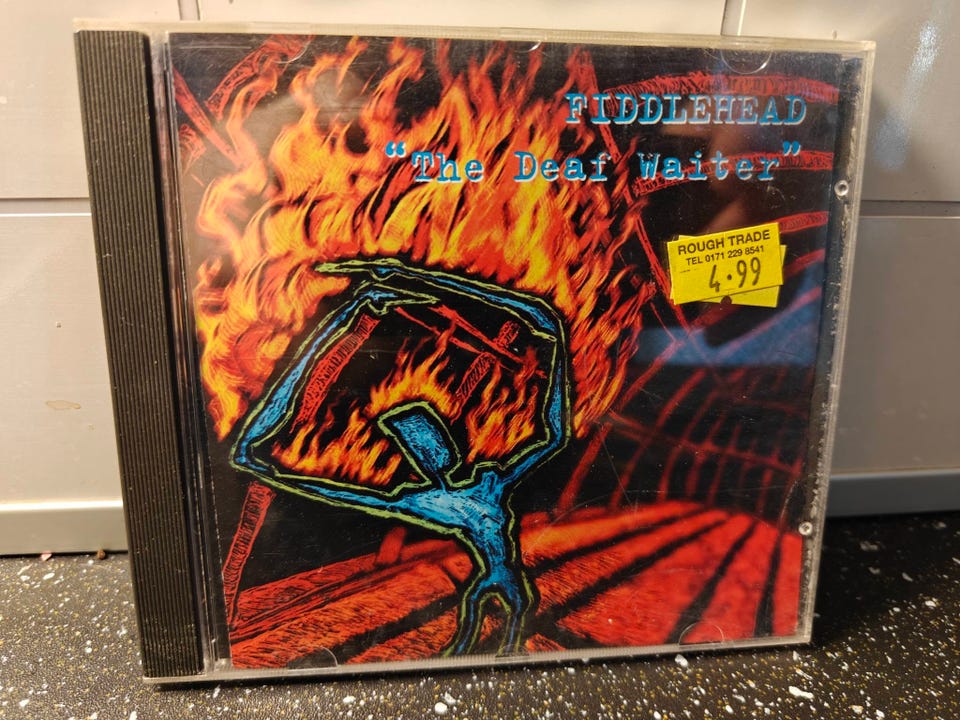 FIDDLEHEAD
“The Deaf Waiter”
ROUGH TRADE
TEL 0171 229 8541
4·99